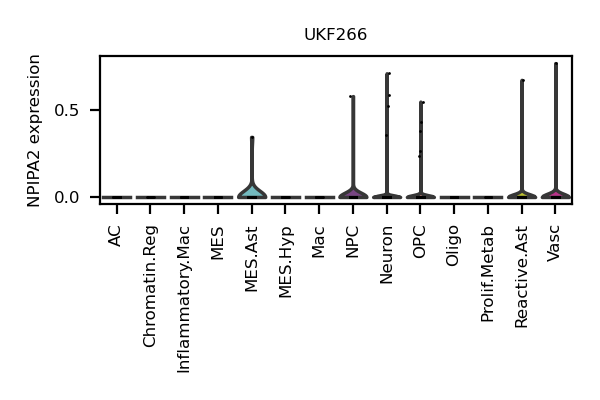 UKF266
NPIPA2 expression
0.5
0.0
AC
Chromatin.Reg
Inflammatory.Mac
MES
MES.Ast
MES.Hyp
Mac
NPC
Neuron
OPC
Oligo
Prolif.Metab
Reactive.Ast
Vasc